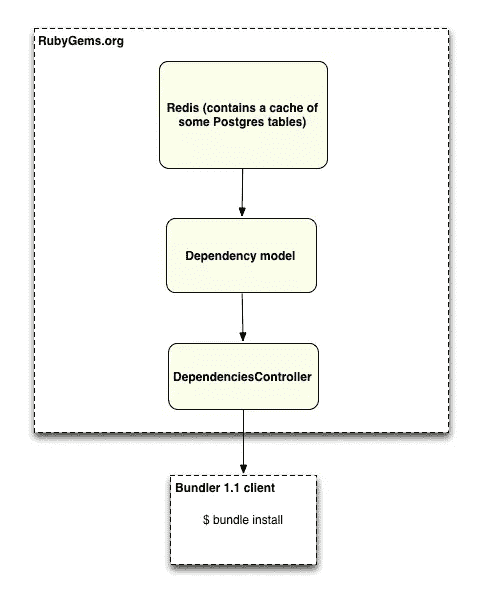 RubyGems.org
Redis (contains a cache of
some Postgres tables)
Dependency model
DependenciesController
Bundler 1.1 client
$ bundle install